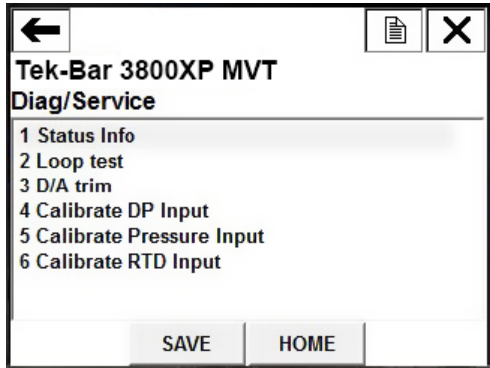 Tek-Bar 3800XP MVT
Diag/Service
1 Status Info
2 Loop test
3 D/A trim
4 Calibrate DP Input
5 Calibrate Pressure Input
6 Calibrate RTD Input
SAVE HOME